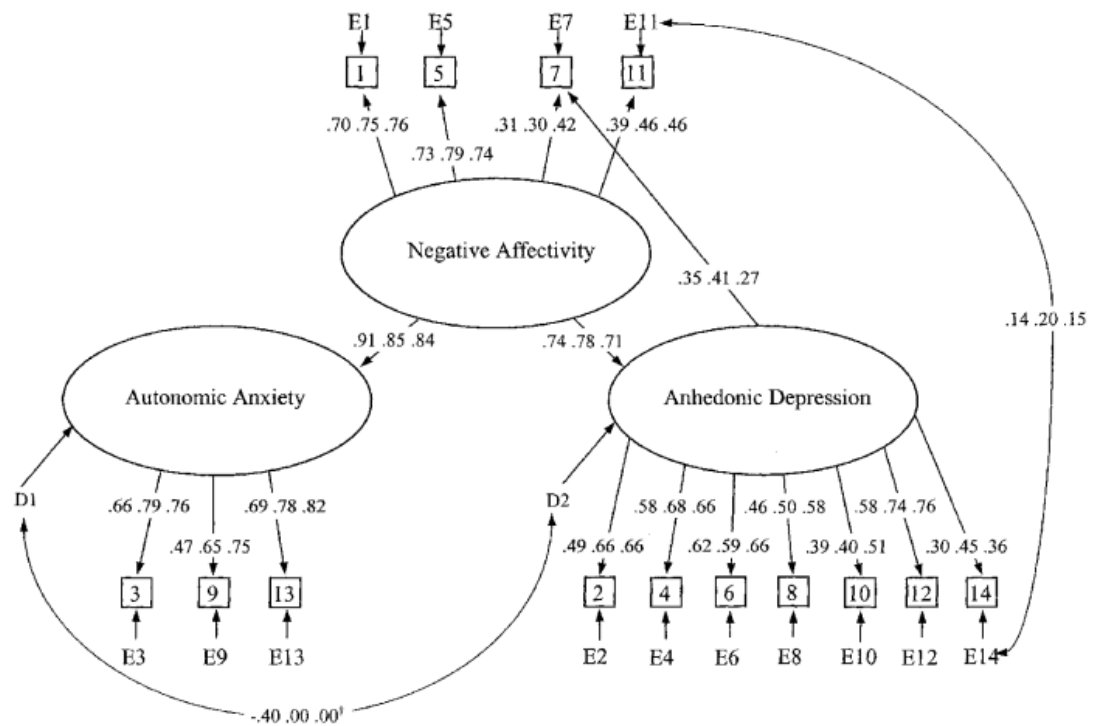 E1 E5 E7 E11
1 5 7 11
.70 .75 .76 .31 .30 .42 .39 .46 .46
.73 .79 .74
Negative Affectivity
.35 .41 .27
.14 .20 .15
.91 .85 .84 .74 .78 .71
Autonomic Anxiety Anhedonic Depression
D1 D2
.66 .79 .76 .69 .78 .82 .58 .68 .66 .46 .50 .58 .58 .74 .76
.47 .65 .75 .49 .66 .66 .62 .59 .66 .39 .40 .51 .30 .45 .36
3 9 13 2 4 6 8 10 12 14
E3 E9 E13 E2 E4 E6 E8 E10 E12 E14
-.40 .00 .00¹